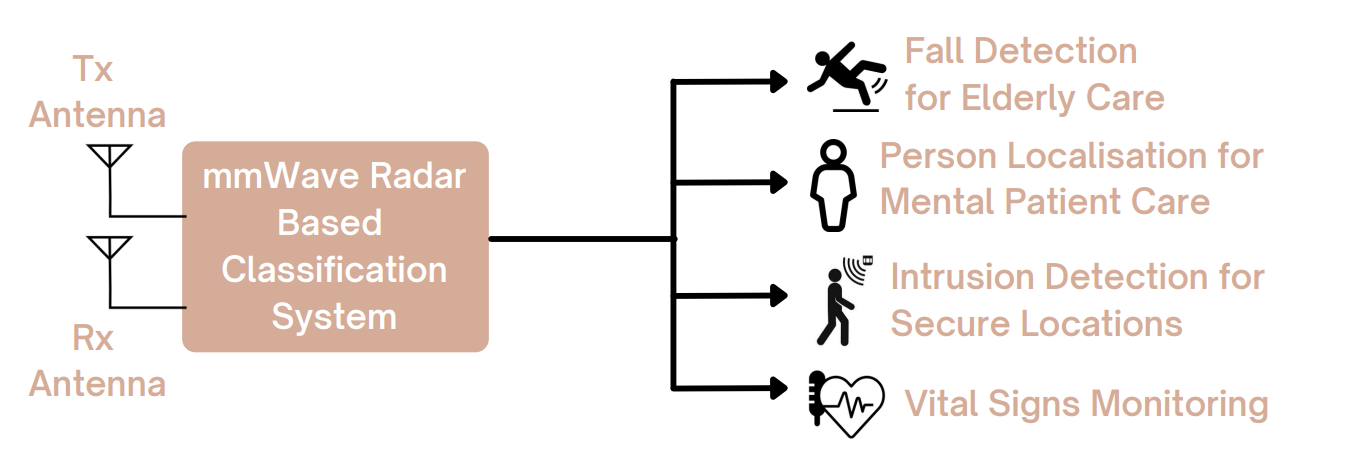 Tx
Antenna
mmWave Radar
Based
Classification
System
Rx
Antenna
Fall Detection
for Elderly Care
Person Localisation for
Mental Patient Care
Intrusion Detection for
Secure Locations
Vital Signs Monitoring